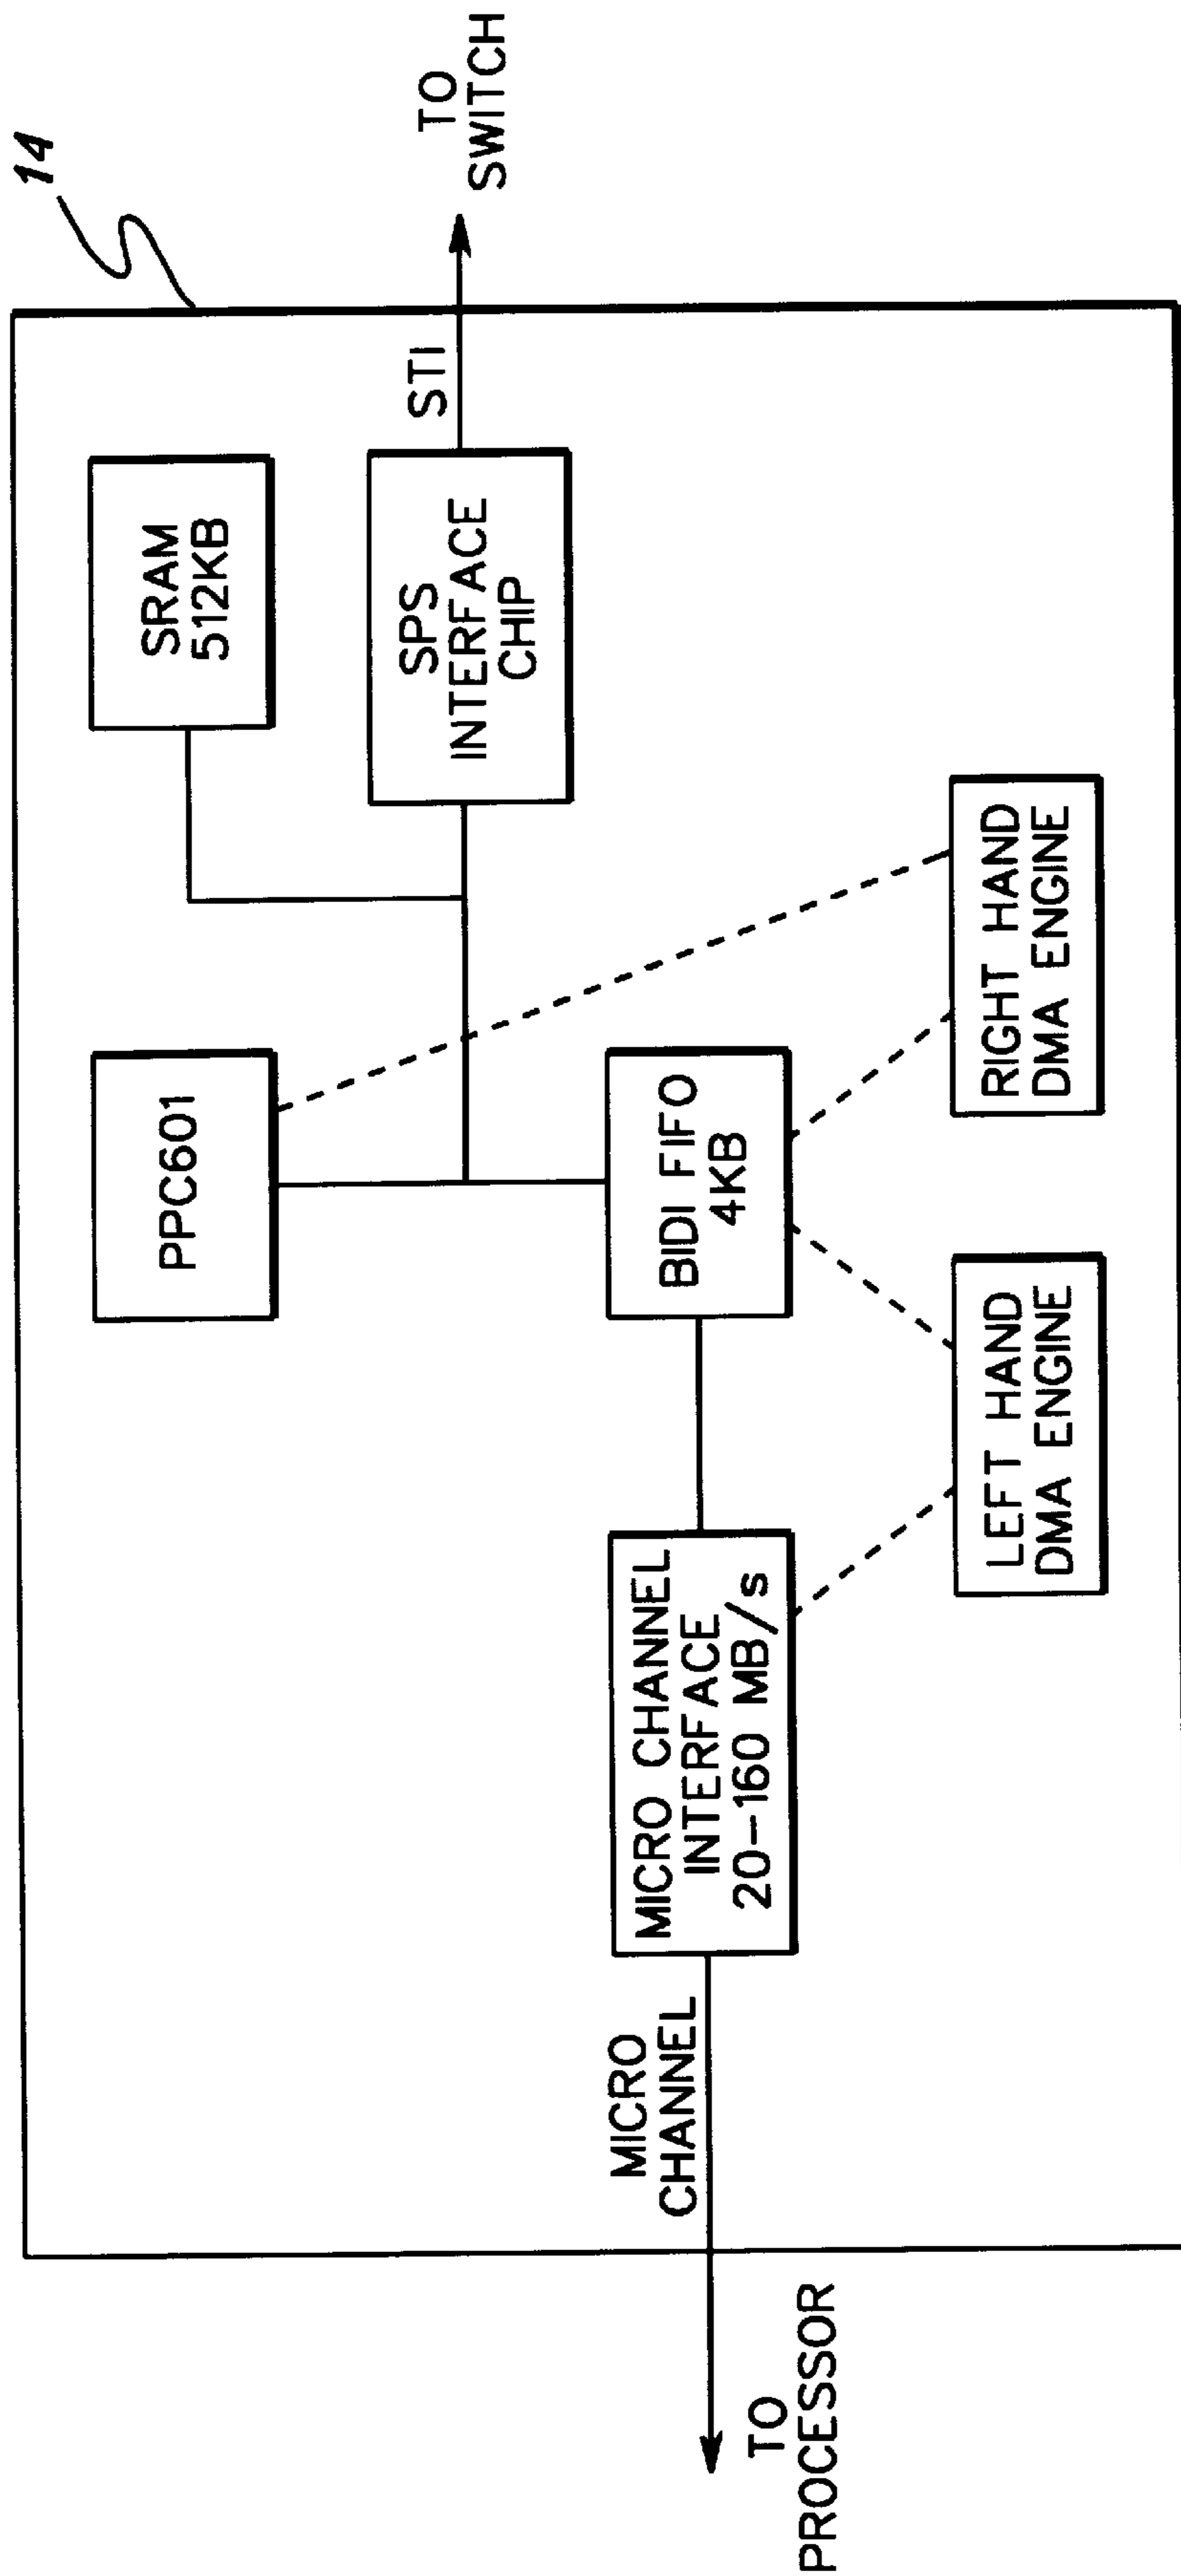 14
PPC601
SRAM
512KB
STI
TO
SWITCH
SPS
INTERFACE
CHIP
MICRO
CHANNEL
TO
PROCESSOR
MICRO CHANNEL
INTERFACE
20-160 MB/s
BIDI FIFO
4KB
LEFT HAND
DMA ENGINE
RIGHT HAND
DMA ENGINE